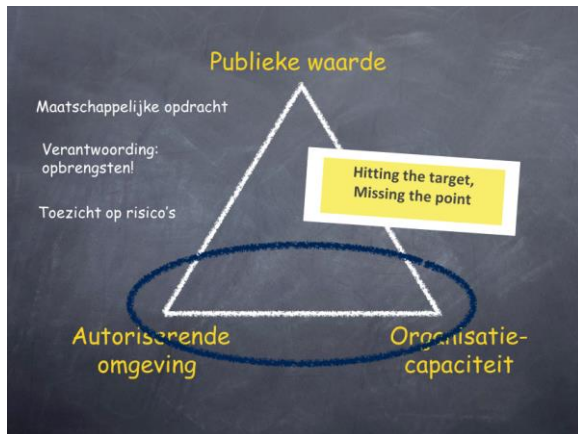 Publieke waarde
Maatschappelijke opdracht
Verantwoording:
opbrengsten!
Toezicht op risico's
Hitting the target,
Missing the point
Autoriserende
omgeving
Organisatie-
capaciteit